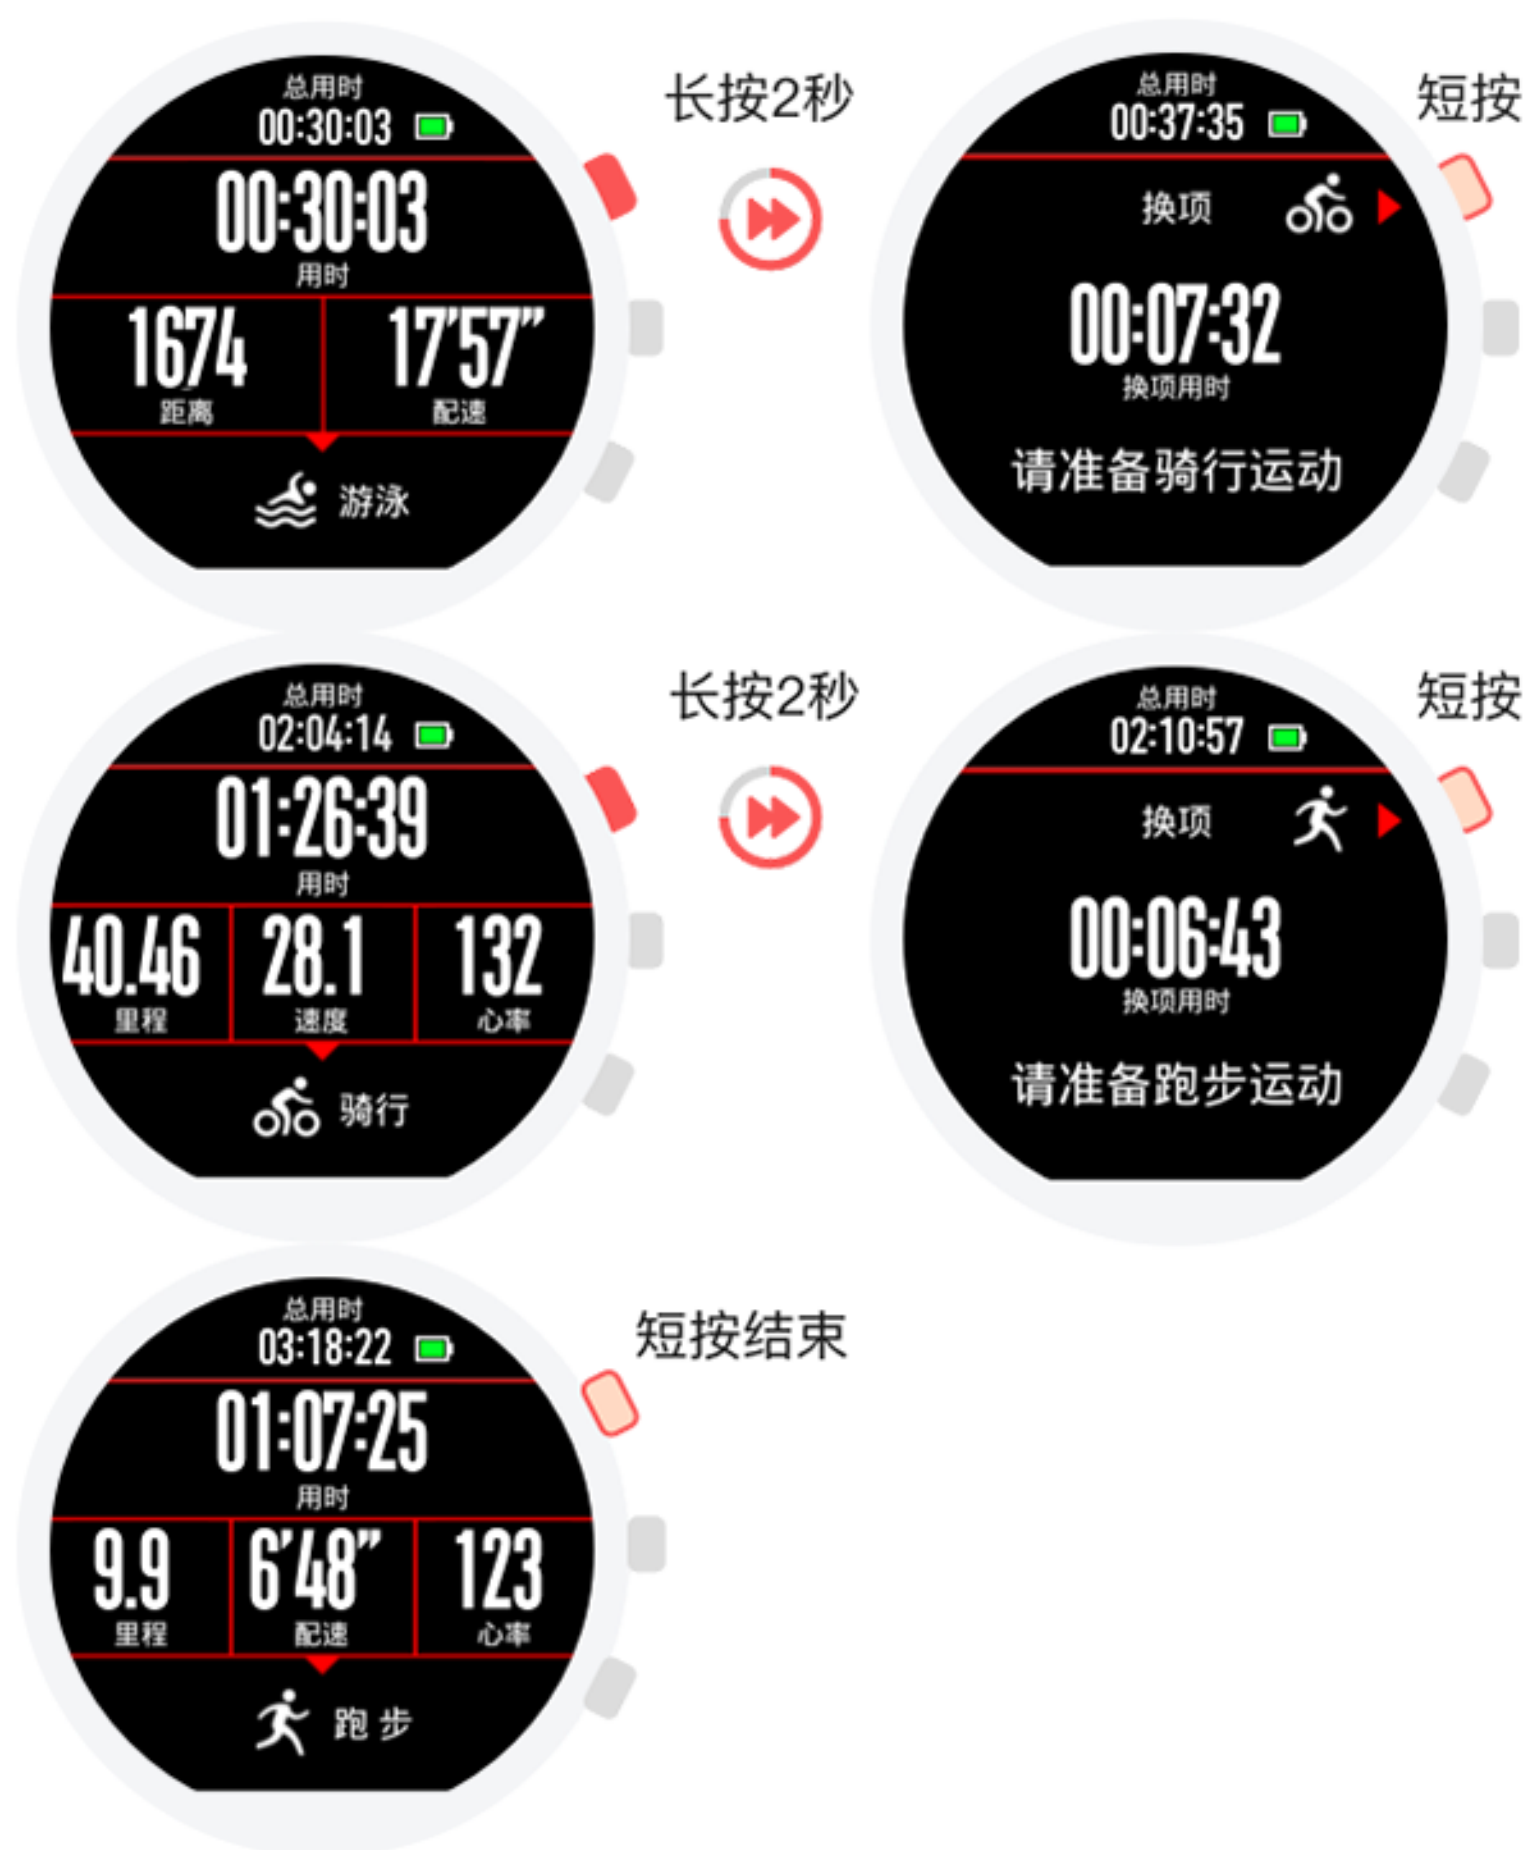 总用时
00:30:03
00:30:03
用时
1674
17'57"
距离
配速
游泳
长按2秒
总用时
00:37:35
换项
00:07:32
换项用时
请准备骑行运动
短按
总用时
02:04:14
01:26:39
用时
40.46
28.1
132
里程
速度
心率
骑行
长按2秒
总用时
02:10:57
换项
00:06:43
换项用时
请准备跑步运动
短按
总用时
03:18:22
01:07:25
用时
9.9
6'48"
123
里程
配速
心率
跑 步
短按结束